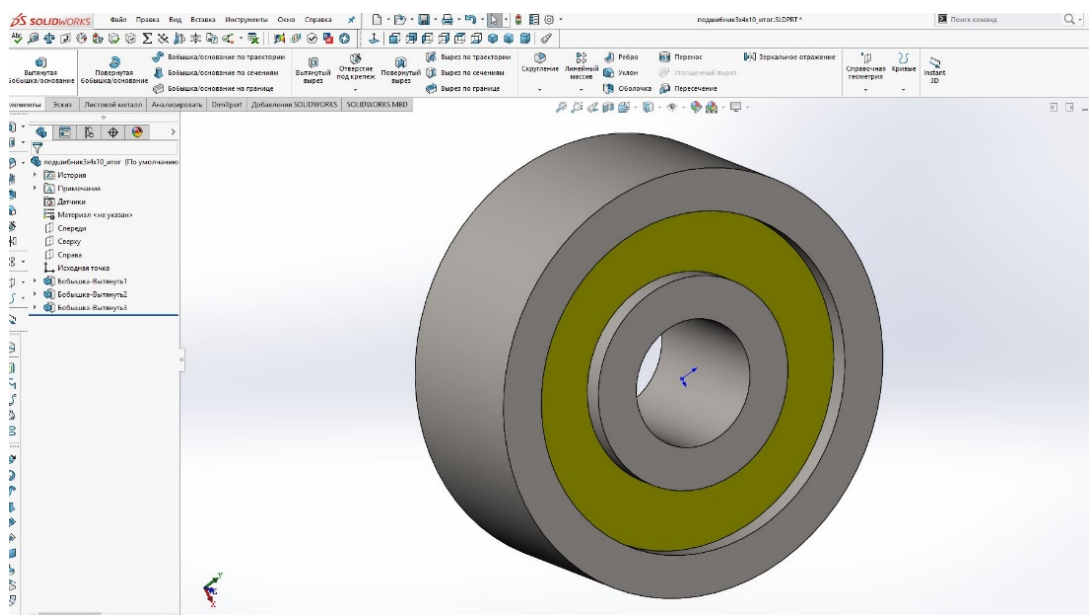 SOLIDWORKS Файл Правка Вид Вставка Инструменты Окно Справка подшибник3x4x10_итог.SLDPRT * Поиск команд
Вытянутая бобышка/основание
Повернутая бобышка/основание
Бобышка/основание по траектории
Бобышка/основание по сечениям
Бобышка/основание на границе
Вытянутый вырез
Отверстие под крепеж
Повернутый вырез
Вырез по траектории
Вырез по сечениям
Вырез по границе
Скругление
Линейный массив
Ребро
Уклон
Оболочка
Перенос
Утолщенный вырез
Пересечение
Зеркальное отражение
Справочная геометрия
Кривые
Instant 3D
Эскиз Листовой металл Анализировать DimXpert Добавления SOLIDWORKS SOLIDWORKS MBD
подшибник3x4x10_итог (По умолчанию
История
Примечания
Датчики
Материал <не указан>
Спереди
Сверху
Справа
Исходная точка
Бобышка-Вытянуть1
Бобышка-Вытянуть2
Бобышка-Вытянуть3
Y
Z
X